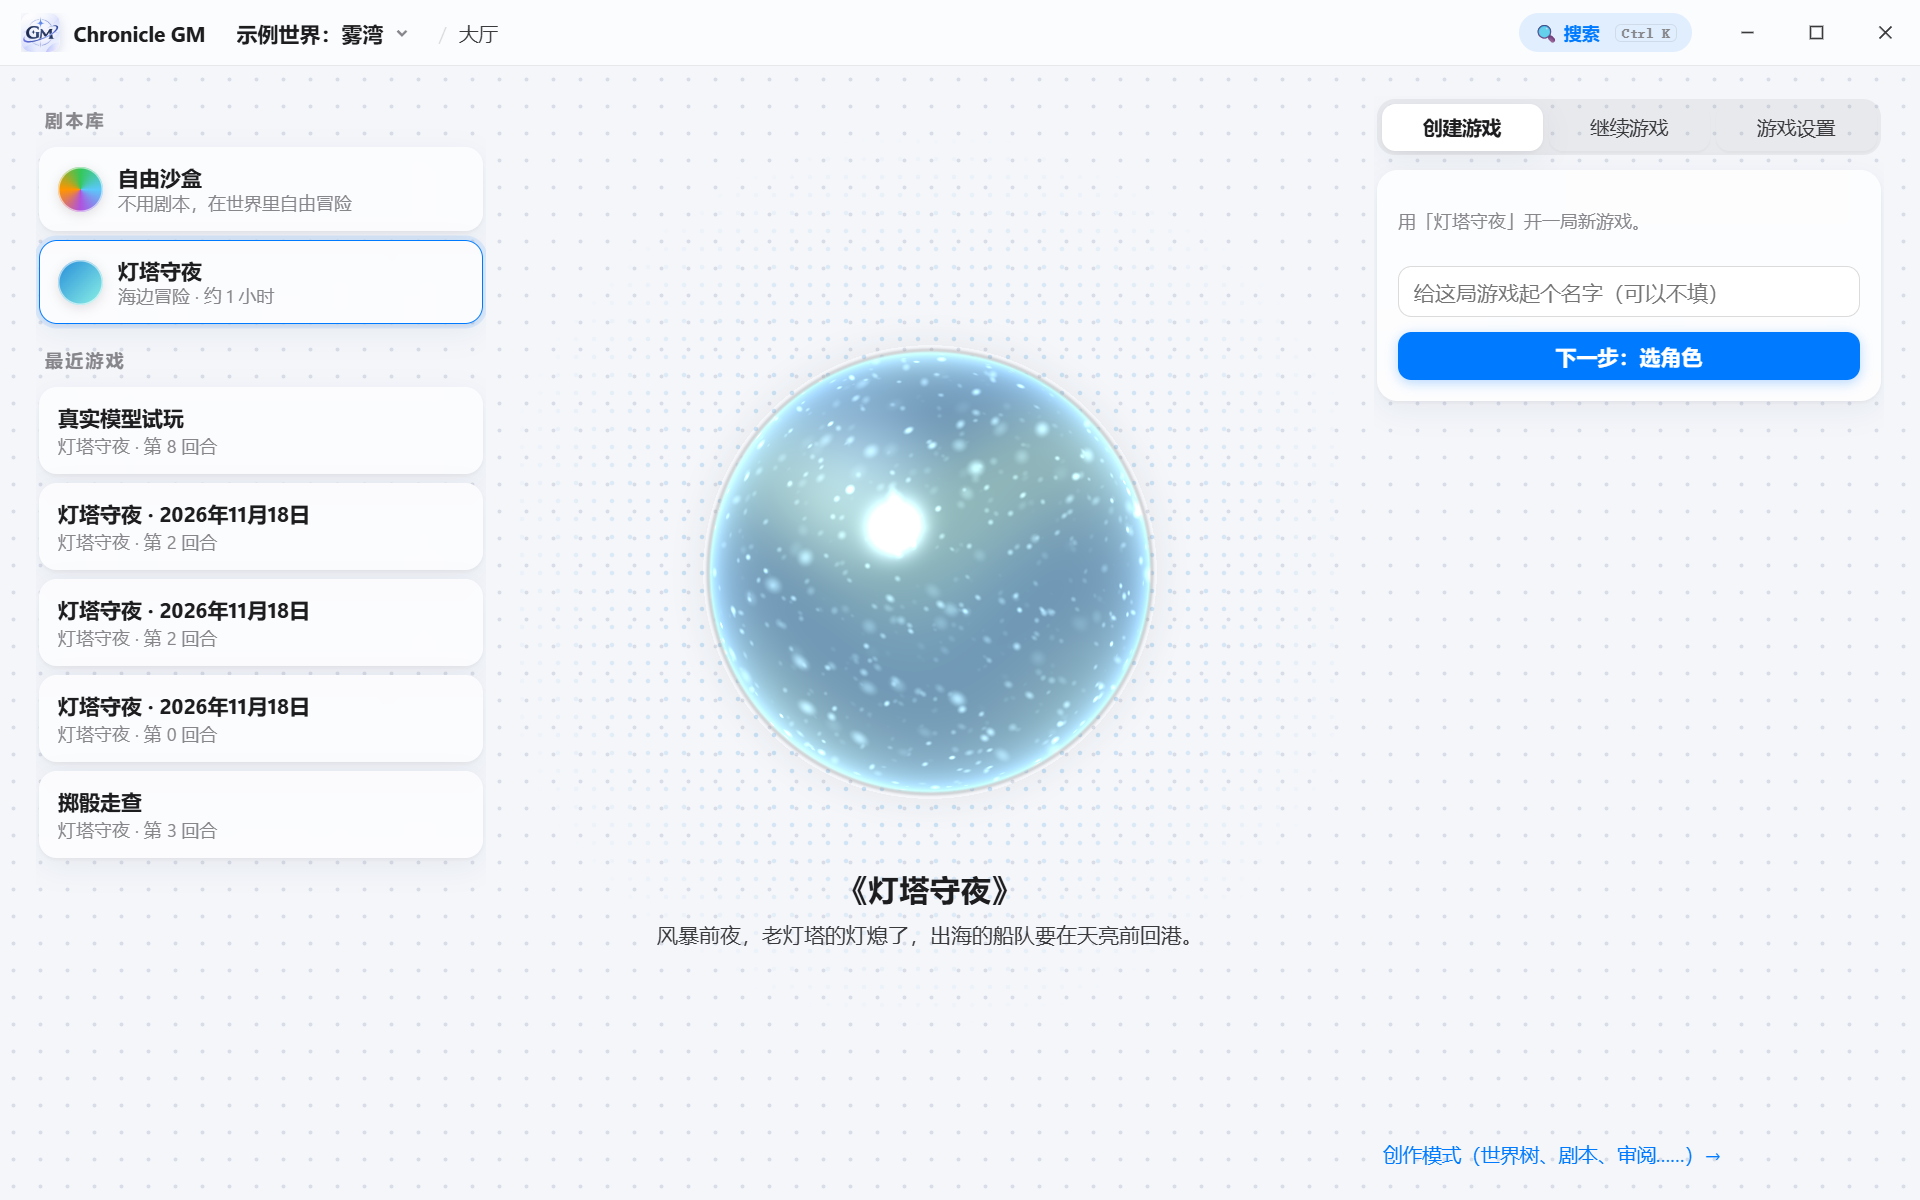 GM Chronicle GM 示例世界：雾湾 / 大厅
搜索 Ctrl K
剧本库
自由沙盒
不用剧本，在世界里自由冒险
灯塔守夜
海边冒险 · 约 1 小时
最近游戏
真实模型试玩
灯塔守夜 · 第 8 回合
灯塔守夜 · 2026年11月18日
灯塔守夜 · 第 2 回合
灯塔守夜 · 2026年11月18日
灯塔守夜 · 第 2 回合
灯塔守夜 · 2026年11月18日
灯塔守夜 · 第 0 回合
掷骰走查
灯塔守夜 · 第 3 回合
《灯塔守夜》
风暴前夜，老灯塔的灯熄了，出海的船队要在天亮前回港。
创建游戏 继续游戏 游戏设置
用「灯塔守夜」开一局新游戏。
给这局游戏起个名字（可以不填）
下一步：选角色
创作模式（世界树、剧本、审阅……）→